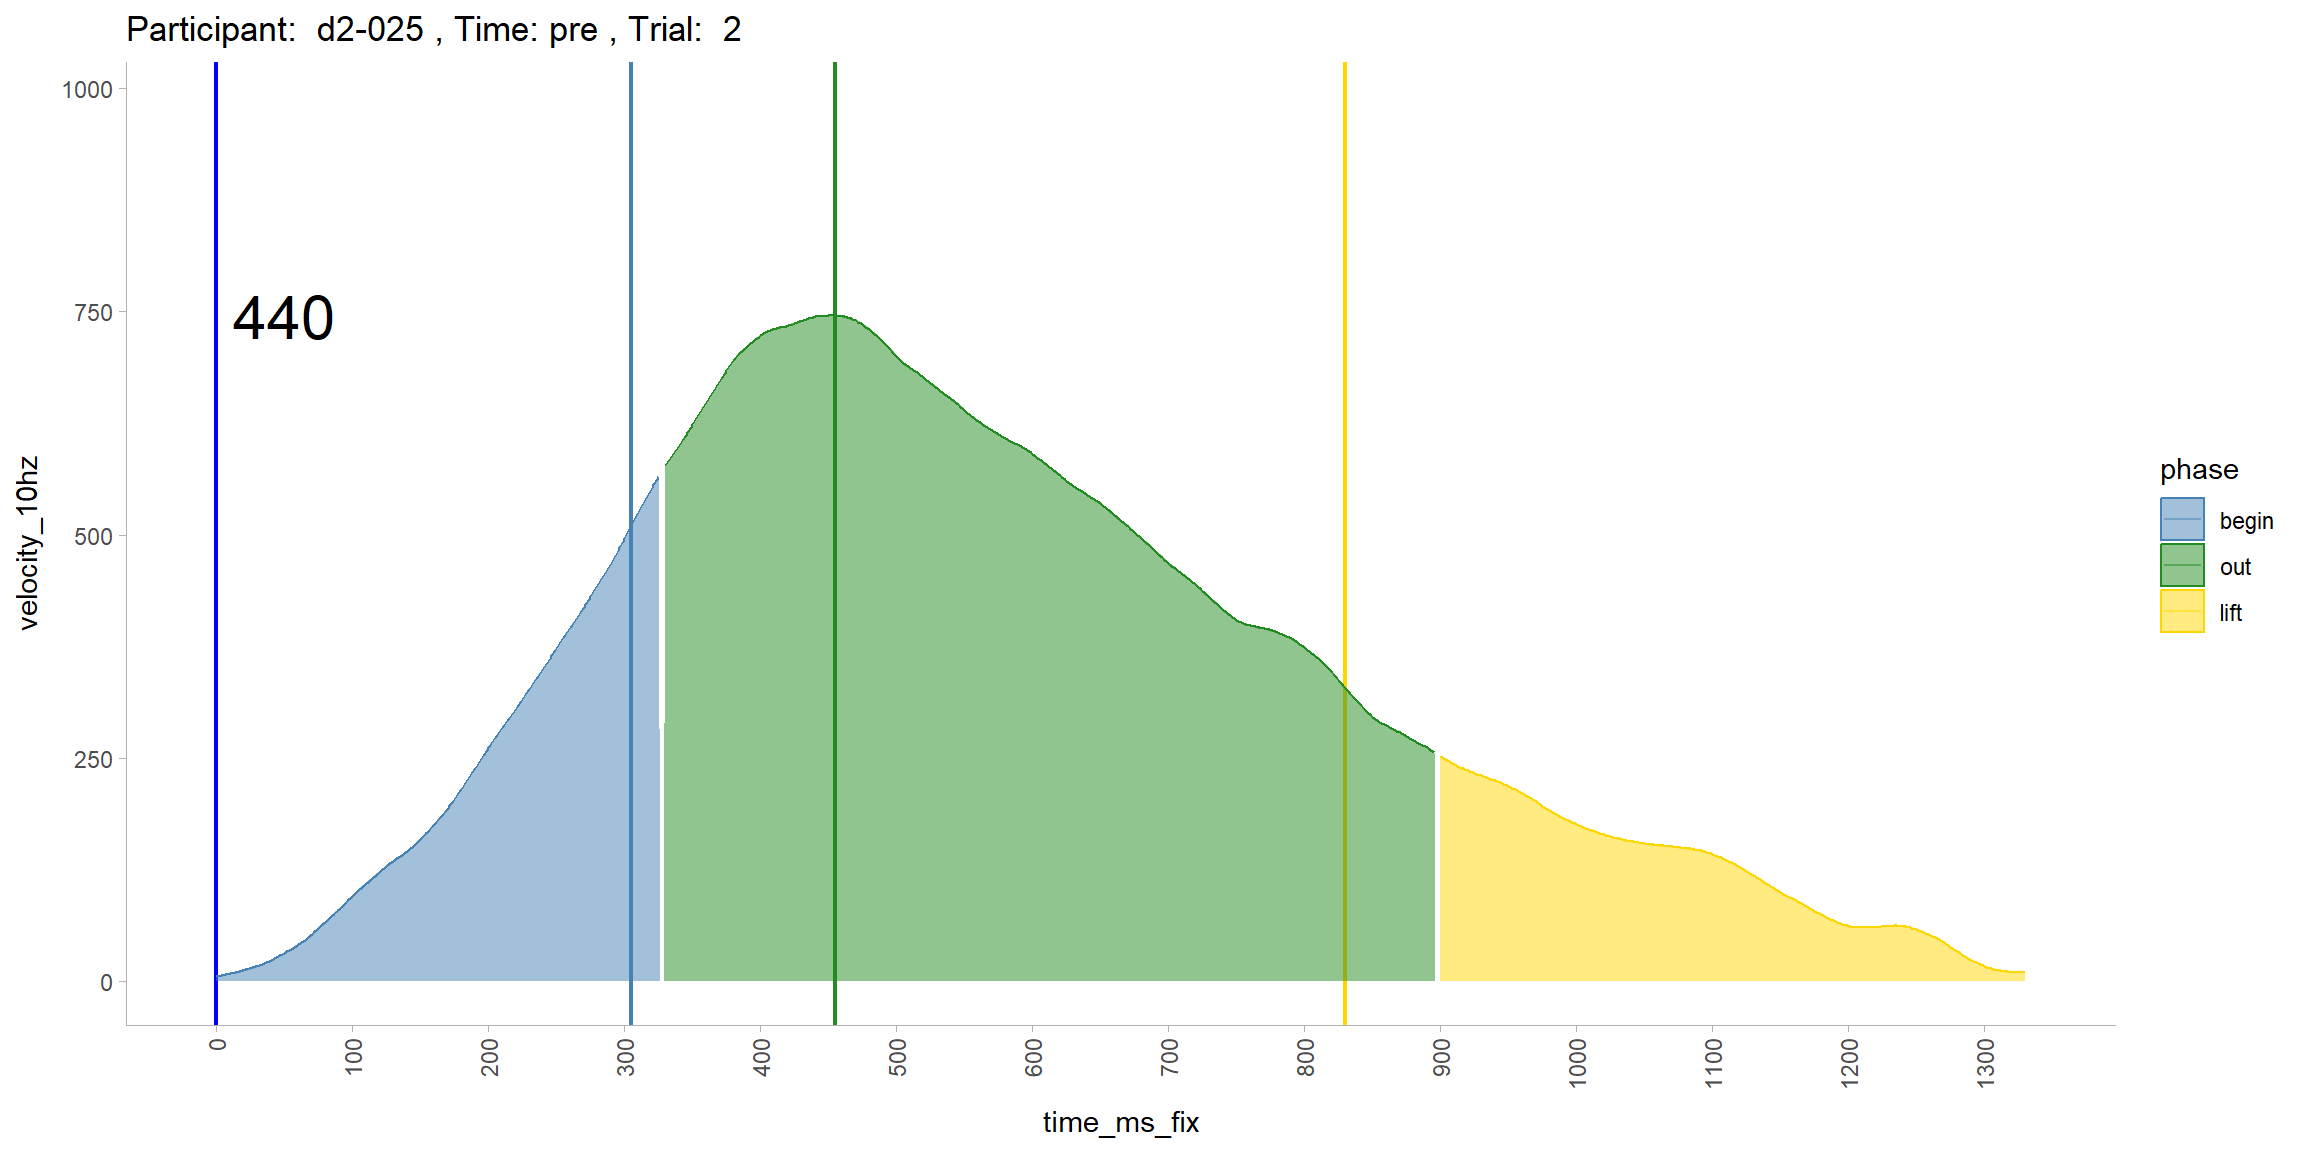 Participant:  d2-025 , Time: pre , Trial:  2
1000
750
500
250
0
velocity_10hz
440
0
100
200
300
400
500
600
700
800
900
1000
1100
1200
1300
time_ms_fix
phase
begin
out
lift